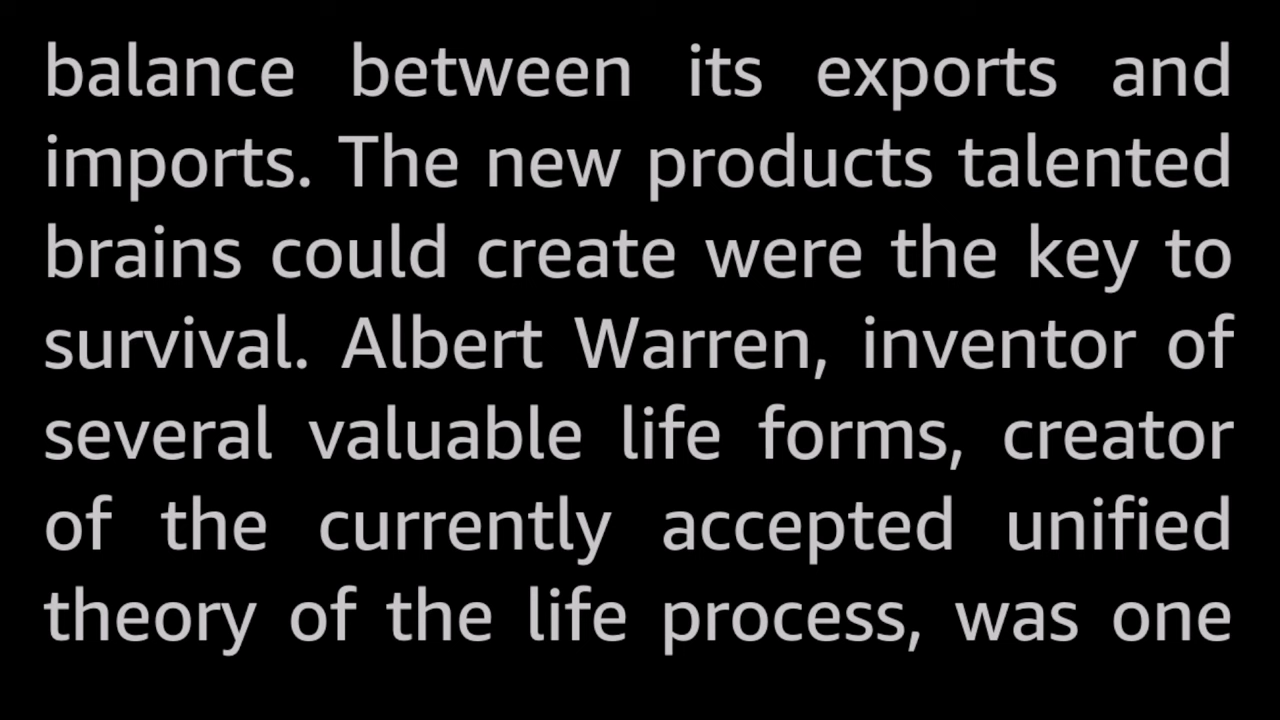 balance between its exports and
imports. The new products talented
brains could create were the key to
survival. Albert Warren, inventor of
several valuable life forms, creator
of the currently accepted unified
theory of the life process, was one